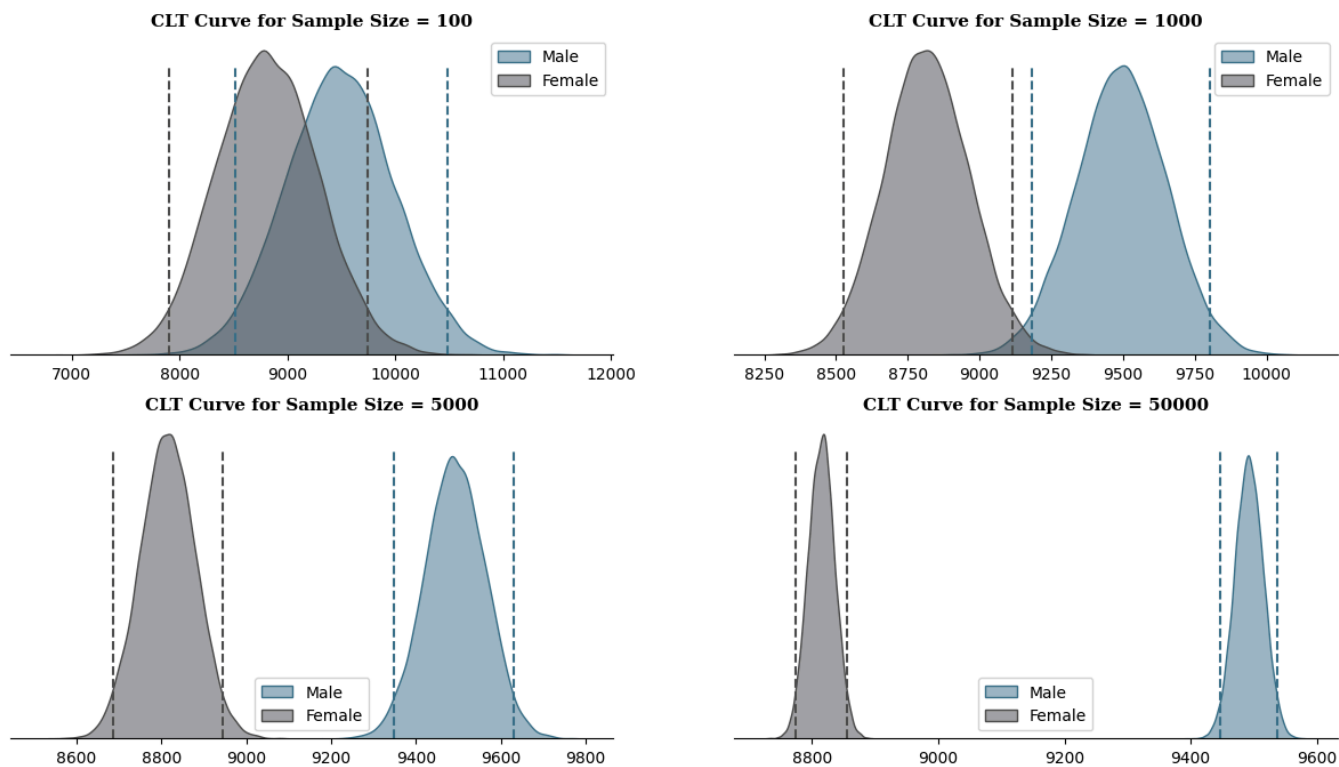 CLT Curve for Sample Size = 100
Male
Female
7000 8000 9000 10000 11000 12000
CLT Curve for Sample Size = 1000
Male
Female
8250 8500 8750 9000 9250 9500 9750 10000
CLT Curve for Sample Size = 5000
Male
Female
8600 8800 9000 9200 9400 9600 9800
CLT Curve for Sample Size = 50000
Male
Female
8800 9000 9200 9400 9600